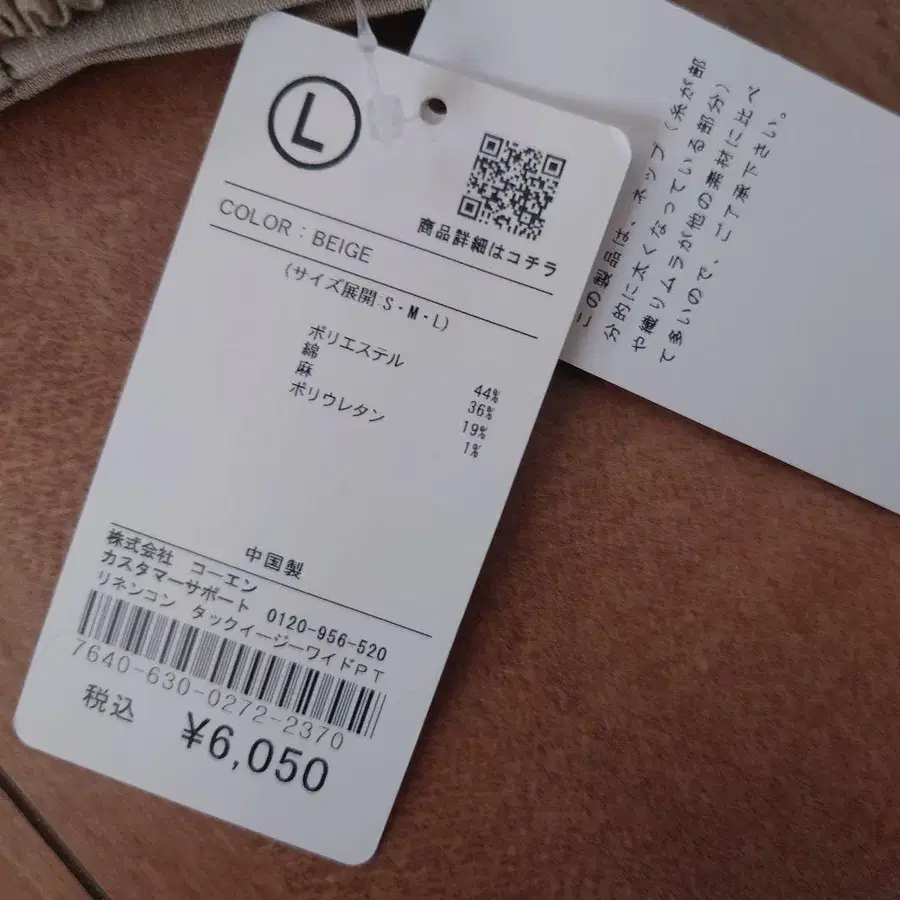 L
商品詳細はコチラ
COLOR：BEIGE
(サイズ展開:S・M・L)
ポリエステル 44%
綿 36%
麻 19%
ポリウレタン 1%
中国製
株式会社 コーエン
カスタマーサポート 0120-956-520
リネンコン タックイージーワイドPT
7640-630-0272-2370
税込 ¥6,050
この製品は、ネップ（糸が部
分的に太くなっている部分）
や織りムラが他の素材に比べ
て多いので、ご了承下さい。